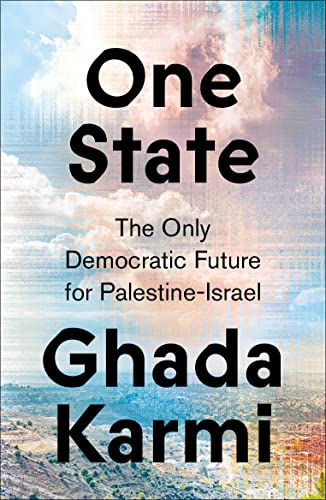 One
State
The Only
Democratic Future
for Palestine-Israel
Ghada
Karmi